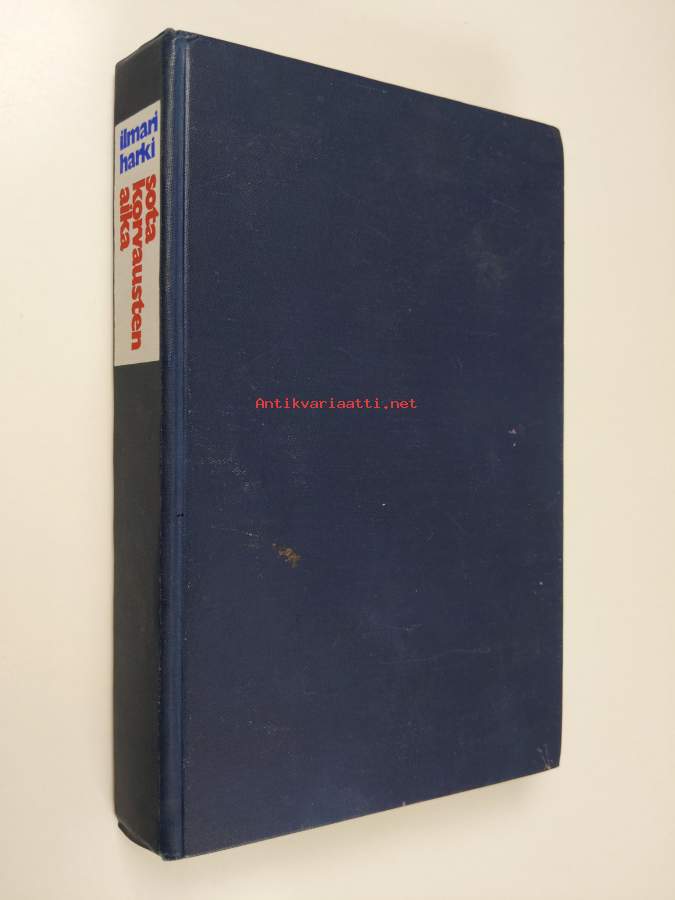 ilmari
harki
sota
korvausten
aika
Antikvariaatti.net